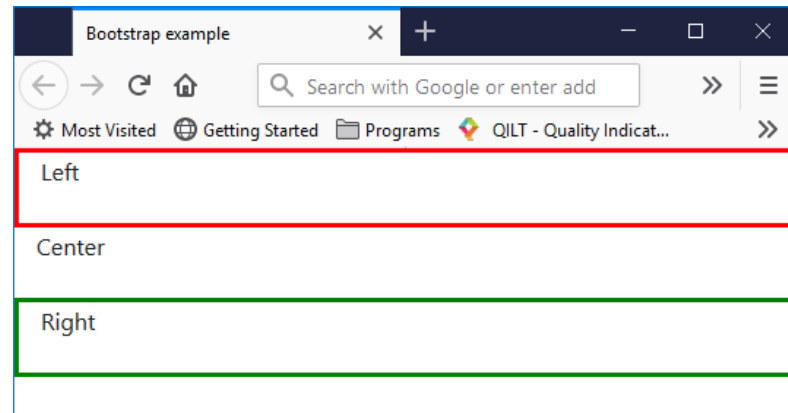 Bootstrap example
Search with Google or enter add
Most Visited Getting Started Programs QILT - Quality Indicat...
Left
Center
Right